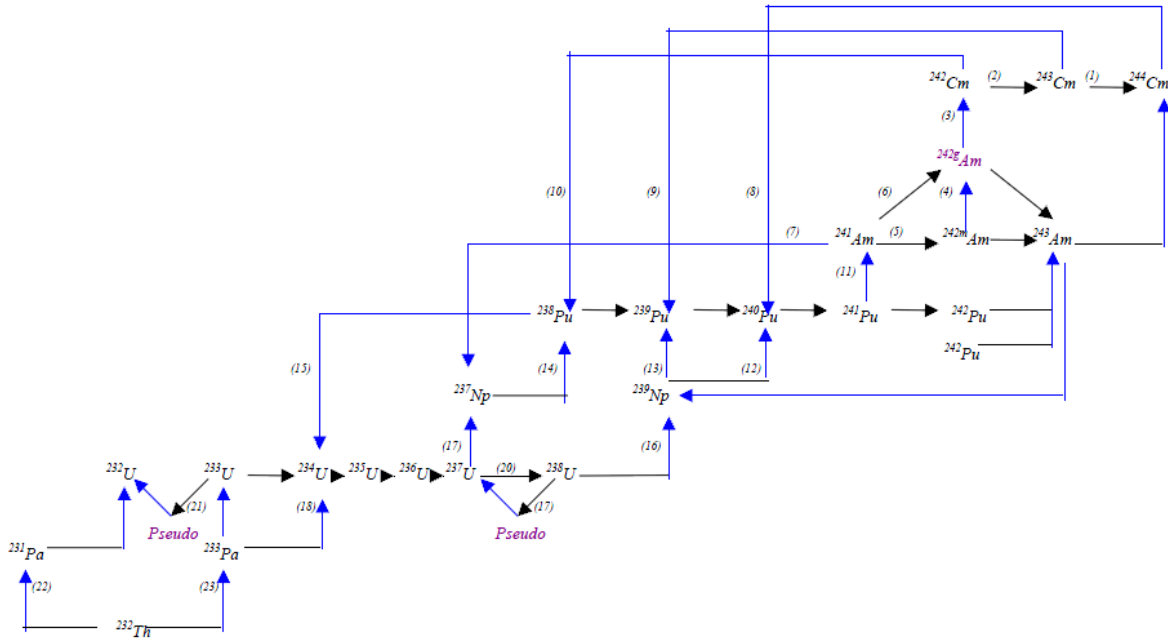 ²⁴²Cm (2) ²⁴³Cm (1) ²⁴⁴Cm
(3)
²⁴²ᵍAm
(10) (9) (8) (6) (4)
(7) ²⁴¹Am (5) ²⁴²ᵐAm ²⁴³Am
(11)
²³⁸Pu ²³⁹Pu ²⁴⁰Pu ²⁴¹Pu ²⁴²Pu
²⁴²Pu
(15) (14) (13) (12)
²³⁷Np ²³⁹Np
(17) (16)
²³²U ²³³U ²³⁴U ²³⁵U ²³⁶U ²³⁷U (20) ²³⁸U
(21) (18) (17)
Pseudo Pseudo
²³¹Pa ²³³Pa
(22) (23)
²³²Th